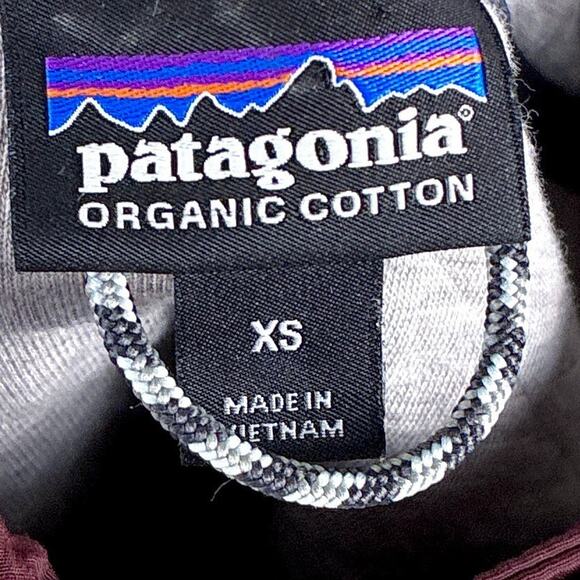 patagonia®
ORGANIC COTTON
XS
MADE IN
VIETNAM